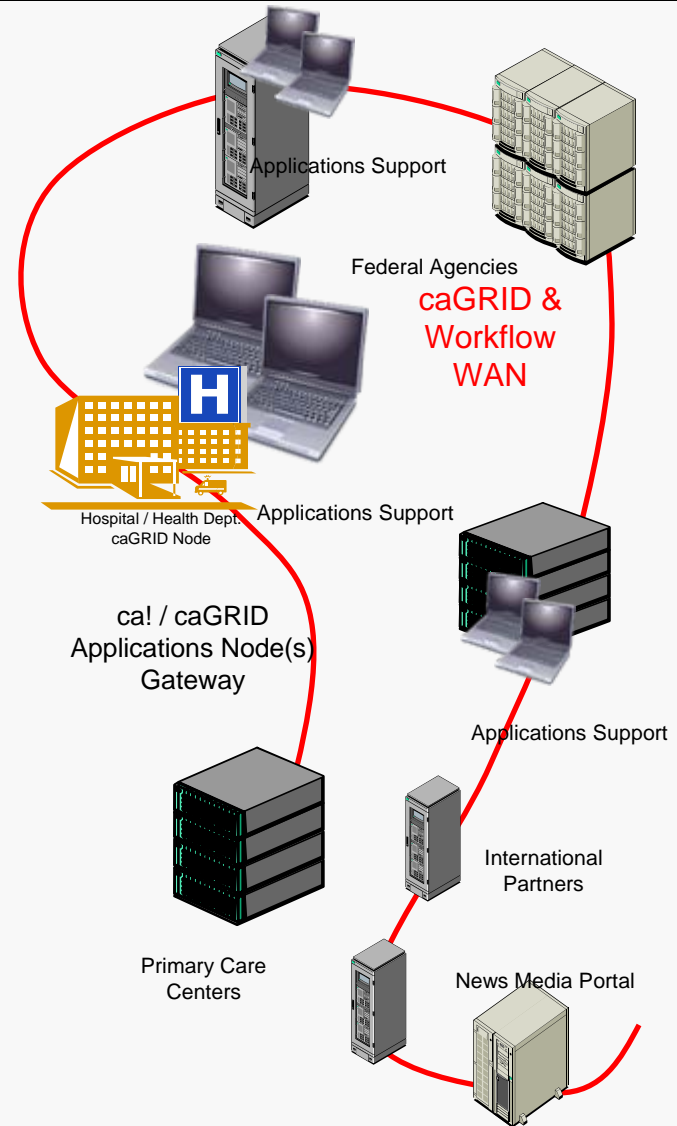 Applications Support
Federal Agencies
caGRID &
Workflow
WAN
H
Hospital / Health Dept.
caGRID Node
Applications Support
ca! / caGRID
Applications Node(s)
Gateway
Applications Support
International
Partners
Primary Care
Centers
News Media Portal